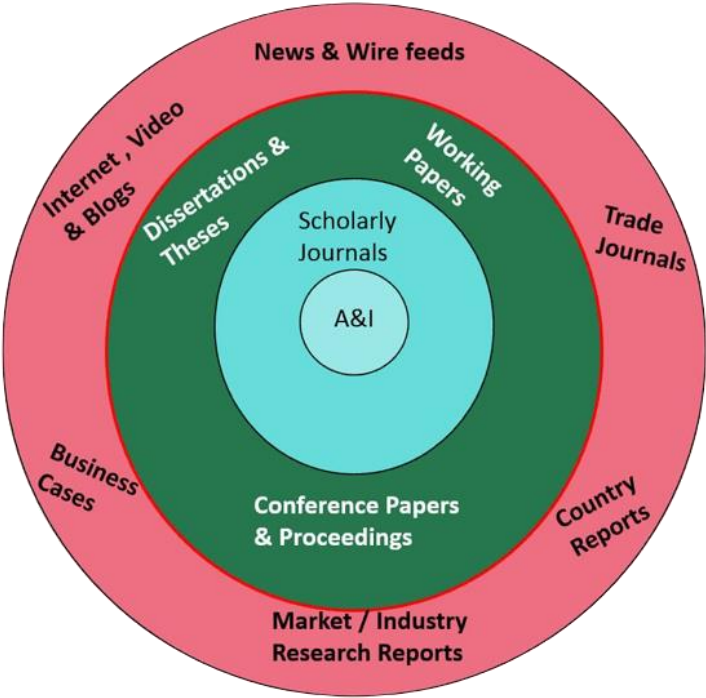 News & Wire feeds
Internet , Video
& Blogs
Dissertations &
Theses
Working
Papers
Trade
Journals
Scholarly
Journals
A&I
Business
Cases
Conference Papers
& Proceedings
Country
Reports
Market / Industry
Research Reports